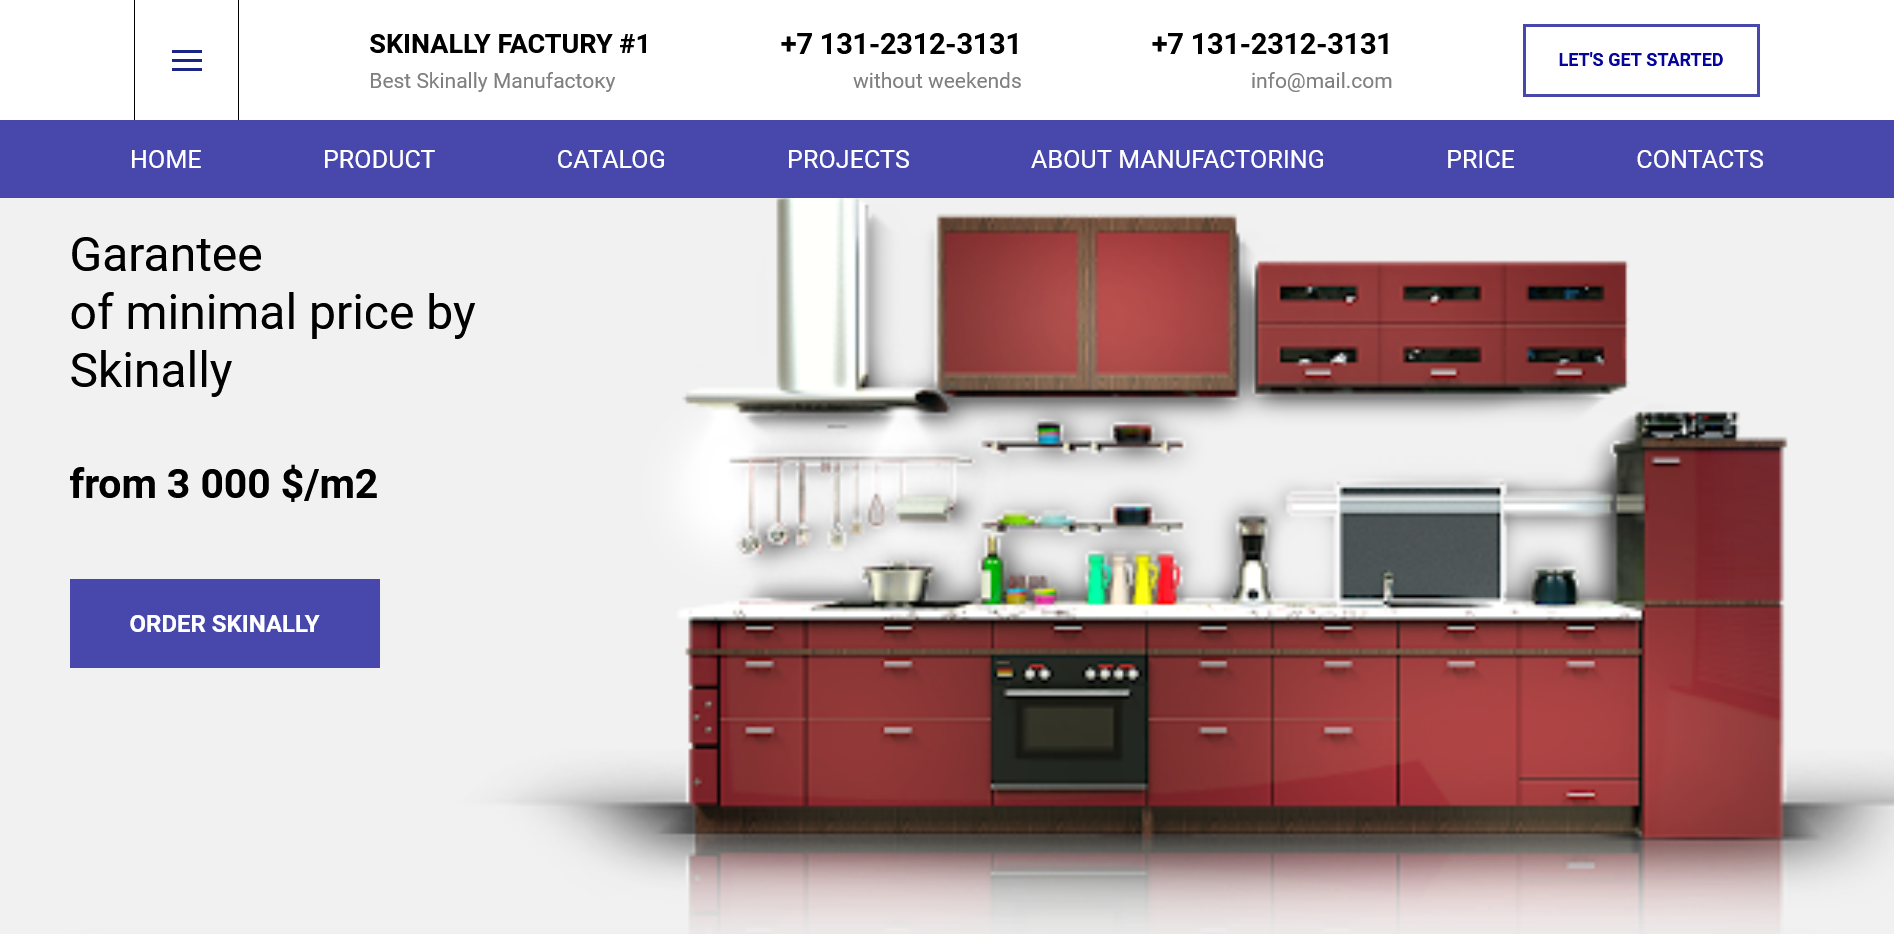 SKINALLY FACTURY #1
Best Skinally Manufactoкy
+7 131-2312-3131
without weekends
+7 131-2312-3131
info@mail.com
LET'S GET STARTED
HOME PRODUCT CATALOG PROJECTS ABOUT MANUFACTORING PRICE CONTACTS
Garantee
of minimal price by
Skinally
from 3 000 $/m2
ORDER SKINALLY